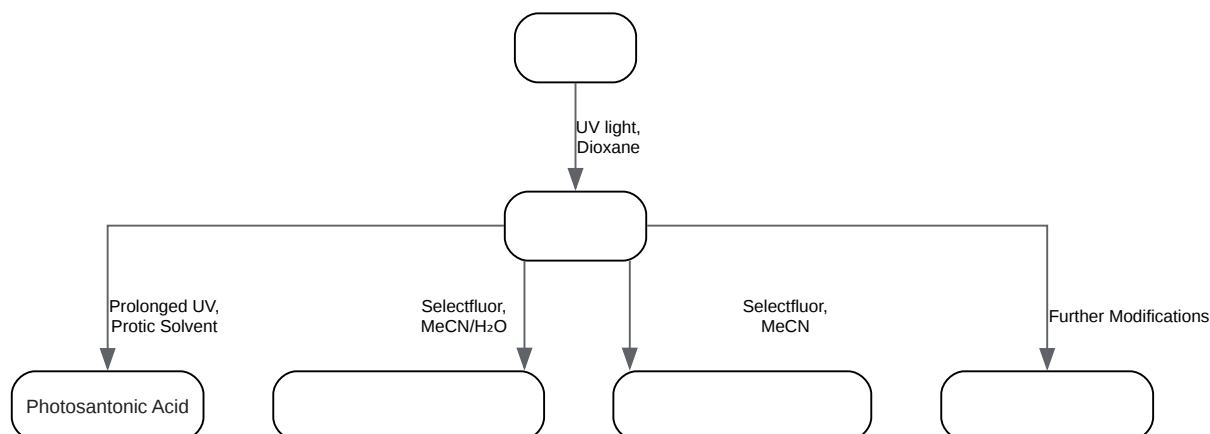 UV light,
Dioxane
Prolonged UV,
Protic Solvent
Selectfluor,
MeCN/H₂O
Selectfluor,
MeCN
Further Modifications
Photosantonic Acid